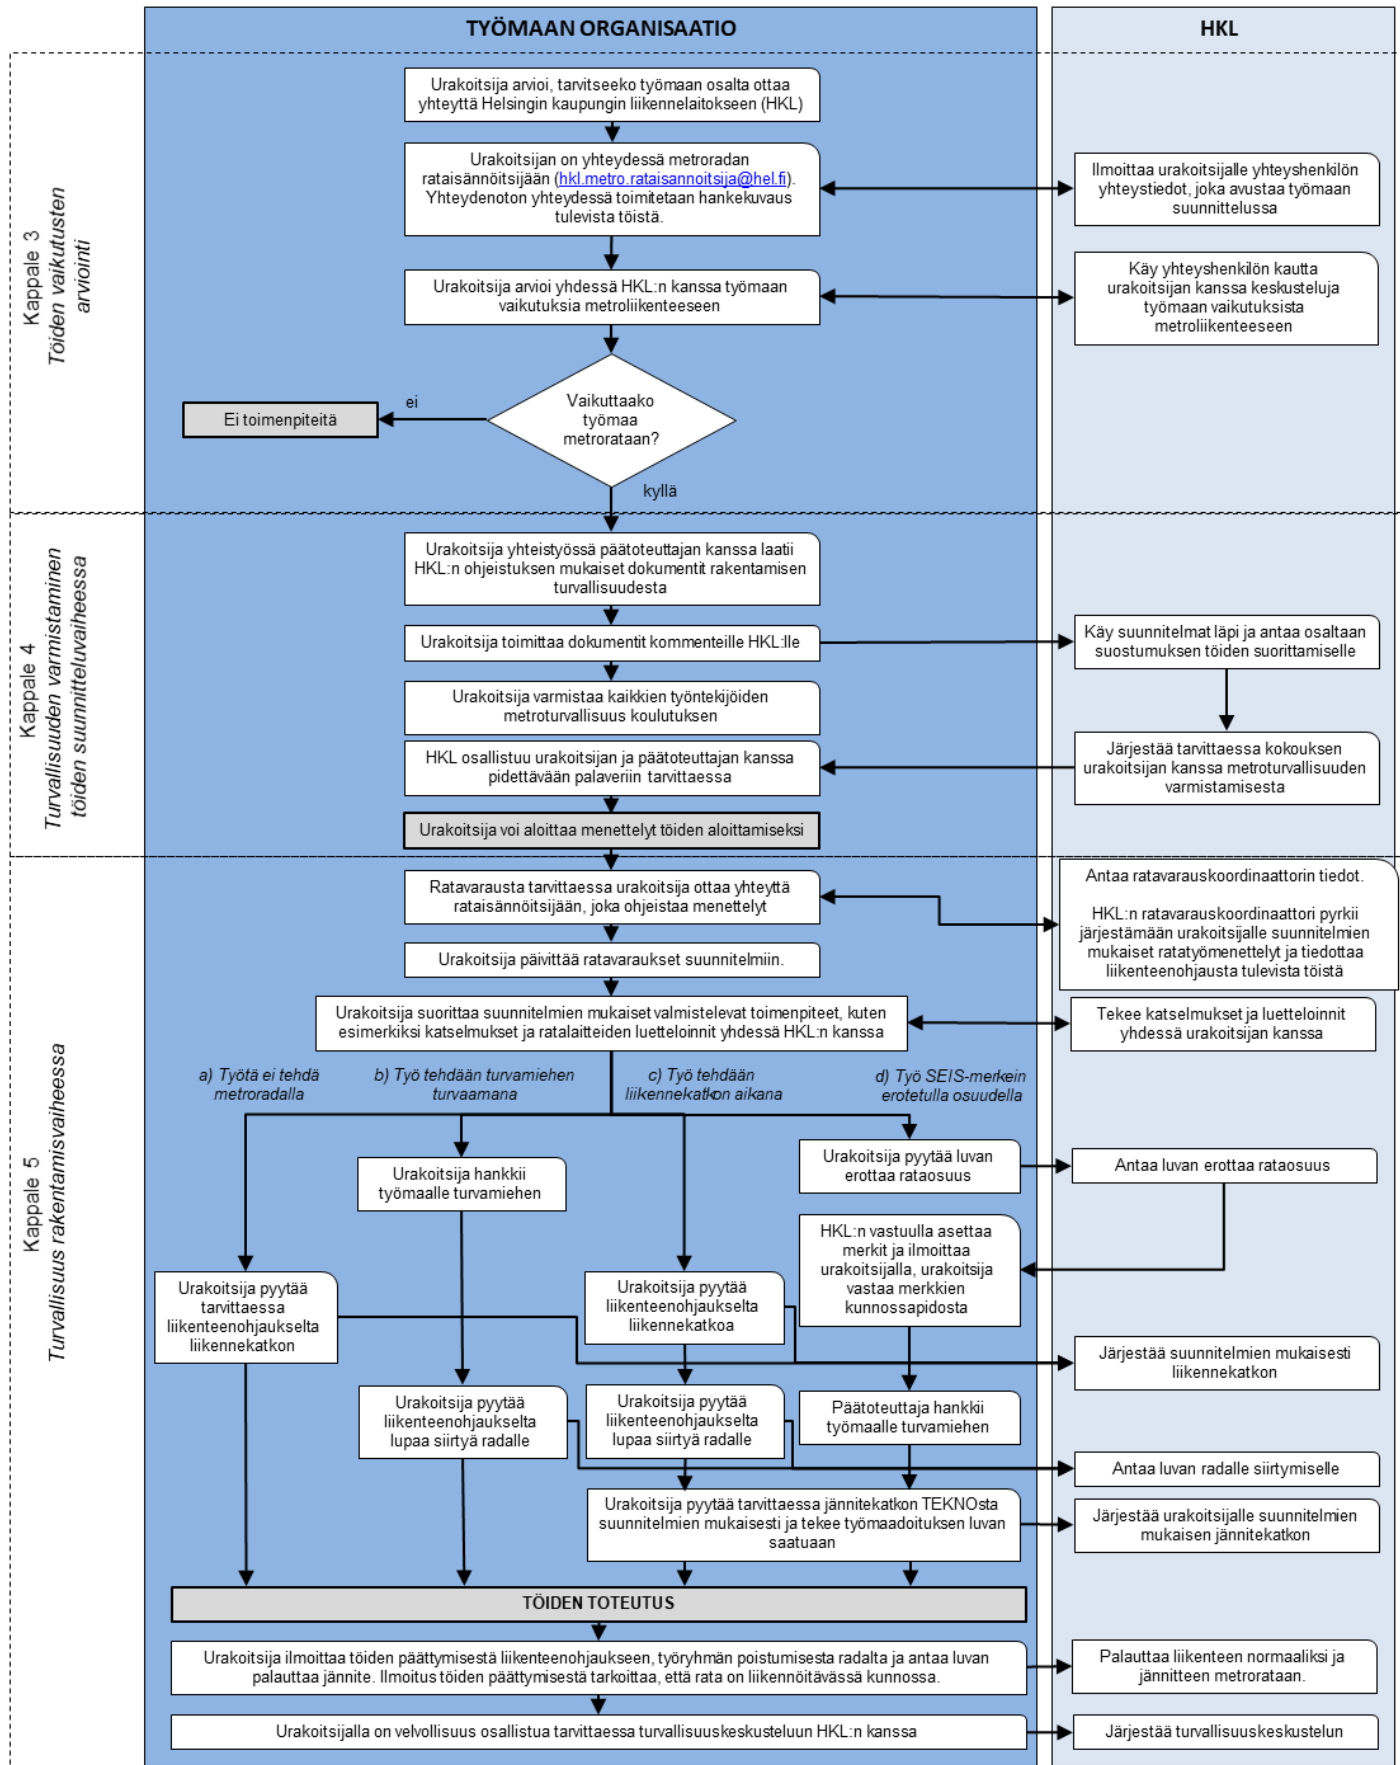 TYÖMAAN ORGANISAATIO
HKL
Kappale 3
Töiden vaikutusten
arviointi
Urakoitsija arvioi, tarvitseeko työmaan osalta ottaa
yhteyttä Helsingin kaupungin liikennelaitokseen (HKL)
Urakoitsijan on yhteydessä metroradan
rataisännöitsijään (hkl.metro.rataisannoitsija@hel.fi).
Yhteydenoton yhteydessä toimitetaan hankekuvaus
tulevista töistä.
Ilmoittaa urakoitsijalle yhteyshenkilön
yhteystiedot, joka avustaa työmaan
suunnittelussa
Urakoitsija arvioi yhdessä HKL:n kanssa työmaan
vaikutuksia metroliikenteeseen
Käy yhteyshenkilön kautta
urakoitsijan kanssa keskusteluja
työmaan vaikutuksista
metroliikenteeseen
Vaikuttaako
työmaa
metrorataan?
ei
Ei toimenpiteitä
kyllä
Kappale 4
Turvallisuuden varmistaminen
töiden suunnitteluvaiheessa
Urakoitsija yhteistyössä päätoteuttajan kanssa laatii
HKL:n ohjeistuksen mukaiset dokumentit rakentamisen
turvallisuudesta
Urakoitsija toimittaa dokumentit kommenteille HKL:lle
Käy suunnitelmat läpi ja antaa osaltaan
suostumuksen töiden suorittamiselle
Urakoitsija varmistaa kaikkien työntekijöiden
metroturvallisuus koulutuksen
HKL osallistuu urakoitsijan ja päätoteuttajan kanssa
pidettävään palaveriin tarvittaessa
Järjestää tarvittaessa kokouksen
urakoitsijan kanssa metroturvallisuuden
varmistamisesta
Urakoitsija voi aloittaa menettelyt töiden aloittamiseksi
Kappale 5
Turvallisuus rakentamisvaiheessa
Ratavarausta tarvittaessa urakoitsija ottaa yhteyttä
rataisännöitsijään, joka ohjeistaa menettelyt
Antaa ratavarauskoordinaattorin tiedot.
HKL:n ratavarauskoordinaattori pyrkii
järjestämään urakoitsijalle suunnitelmien
mukaiset ratatyömenettelyt ja tiedottaa
liikenteenohjausta tulevista töistä
Urakoitsija päivittää ratavaraukset suunnitelmiin.
Urakoitsija suorittaa suunnitelmien mukaiset valmistelevat toimenpiteet, kuten
esimerkiksi katselmukset ja ratalaitteiden luetteloinnit yhdessä HKL:n kanssa
Tekee katselmukset ja luetteloinnit
yhdessä urakoitsijan kanssa
a) Työtä ei tehdä
metroradalla
b) Työ tehdään turvamiehen
turvaamana
c) Työ tehdään
liikennekatkon aikana
d) Työ SEIS-merkein
erotetulla osuudella
Urakoitsija hankkii
työmaalle turvamiehen
Urakoitsija pyytää luvan
erottaa rataosuus
Antaa luvan erottaa rataosuus
HKL:n vastuulla asettaa
merkit ja ilmoittaa
urakoitsijalla, urakoitsija
vastaa merkkien
kunnossapidosta
Urakoitsija pyytää
tarvittaessa
liikenteenohjaukselta
liikennekatkon
Urakoitsija pyytää
liikenteenohjaukselta
liikennekatkoa
Järjestää suunnitelmien mukaisesti
liikennekatkon
Urakoitsija pyytää
liikenteenohjaukselta
lupaa siirtyä radalle
Urakoitsija pyytää
liikenteenohjaukselta
lupaa siirtyä radalle
Päätoteuttaja hankkii
työmaalle turvamiehen
Antaa luvan radalle siirtymiselle
Urakoitsija pyytää tarvittaessa jännitekatkon TEKNOsta
suunnitelmien mukaisesti ja tekee työmaadoituksen luvan
saatuaan
Järjestää urakoitsijalle suunnitelmien
mukaisen jännitekatkon
TÖIDEN TOTEUTUS
Urakoitsija ilmoittaa töiden päättymisestä liikenteenohjaukseen, työryhmän poistumisesta radalta ja antaa luvan
palauttaa jännite. Ilmoitus töiden päättymisestä tarkoittaa, että rata on liikennöitävässä kunnossa.
Palauttaa liikenteen normaaliksi ja
jännitteen metrorataan.
Urakoitsijalla on velvollisuus osallistua tarvittaessa turvallisuuskeskusteluun HKL:n kanssa
Järjestää turvallisuuskeskustelun